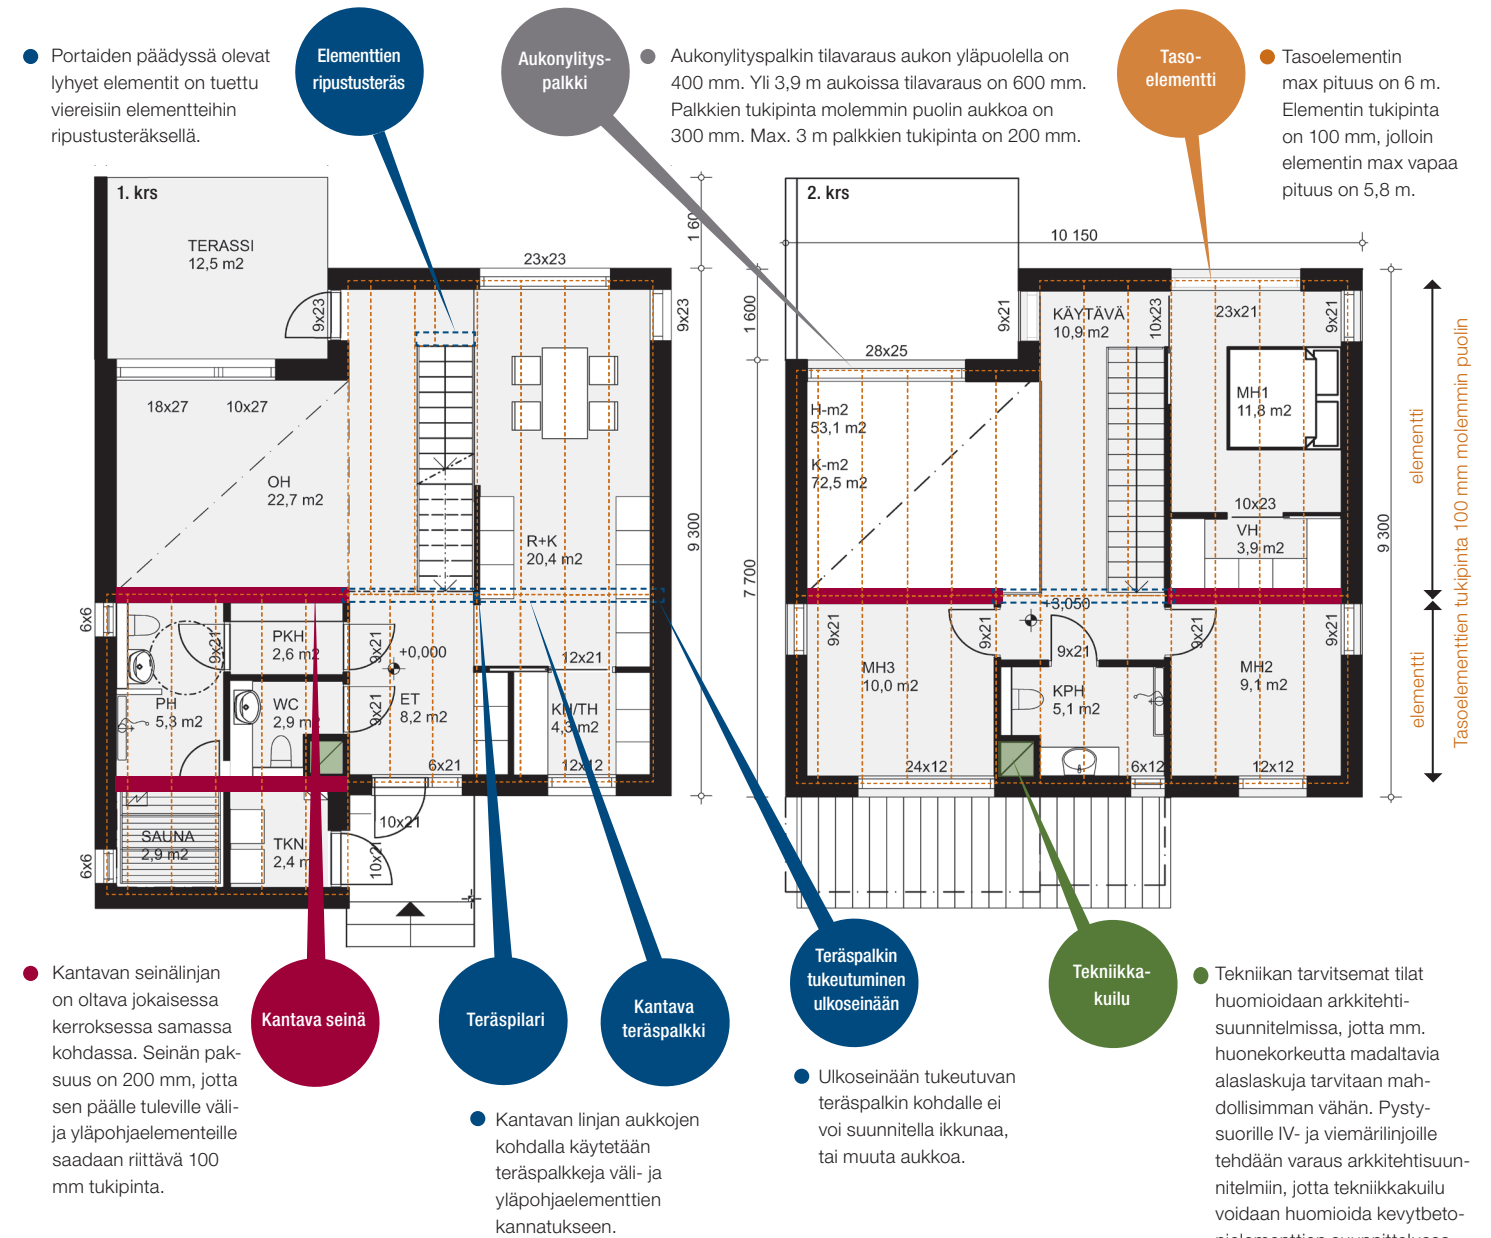 Portaiden päädyssä olevat
lyhyet elementit on tuettu
viereisiin elementteihin
ripustusteräksellä.
Elementtien
ripustusteräs
Aukonylitys-
palkki
Aukonylityspalkin tilavaraus aukon yläpuolella on
400 mm. Yli 3,9 m aukoissa tilavaraus on 600 mm.
Palkkien tukipinta molemmin puolin aukkoa on
300 mm. Max. 3 m palkkien tukipinta on 200 mm.
Taso-
elementti
Tasoelementin
max pituus on 6 m.
Elementin tukipinta
on 100 mm, jolloin
elementin max vapaa
pituus on 5,8 m.
1. krs
TERASSI
12,5 m2
9x23
23x23
9x23
1 60
18x27
10x27
OH
22,7 m2
R+K
20,4 m2
9 300
6x6
9x21
PKH
2,6 m2
9x21
+0,000
12x21
PH
5,3 m2
WC
2,9 m2
9x21
ET
8,2 m2
KH/TH
4,3 m2
6x21
12x12
10x21
SAUNA
2,9 m2
TKN
2,4 m
10x21
6x6
2. krs
10 150
1 600
9x21
KÄYTÄVÄ
10,9 m2
10x23
23x21
9x21
28x25
H-m2
53,1 m2
K-m2
72,5 m2
MH1
11,8 m2
7 700
10x23
VH
3,9 m2
9 300
+3,050
9x21
9x21
9x21
9x21
9x21
MH3
10,0 m2
KPH
5,1 m2
MH2
9,1 m2
24x12
6x12
12x12
elementti
elementti
Tasoelementtien tukipinta 100 mm molemmin puolin
Kantavan seinälinjan
on oltava jokaisessa
kerroksessa samassa
kohdassa. Seinän pak-
suus on 200 mm, jotta
sen päälle tuleville väli-
ja yläpohjaelementeille
saadaan riittävä 100
mm tukipinta.
Kantava seinä
Teräspilari
Kantava
teräspalkki
Kantavan linjan aukkojen
kohdalla käytetään
teräspalkkeja väli- ja
yläpohjaelementtien
kannatukseen.
Teräspalkin
tukeutuminen
ulkoseinään
Ulkoseinään tukeutuvan
teräspalkin kohdalle ei
voi suunnitella ikkunaa,
tai muuta aukkoa.
Tekniikka-
kuilu
Tekniikan tarvitsemat tilat
huomioidaan arkkitehti-
suunnitelmissa, jotta mm.
huonekorkeutta madaltavia
alaslaskuja tarvitaan mah-
dollisimman vähän. Pysty-
suorille IV- ja viemärilinjoille
tehdään varaus arkkitehtisuun-
nitelmiin, jotta tekniikkakuilu
voidaan huomioida kevytbeto-